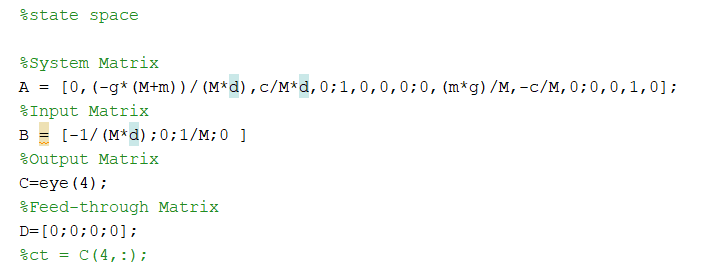 %state space
%System Matrix
A = [0,(-g*(M+m))/(M*d),c/M*d,0;1,0,0,0;0,(m*g)/M,-c/M,0;0,0,1,0];
%Input Matrix
B = [-1/(M*d);0;1/M;0 ]
%Output Matrix
C=eye(4);
%Feed-through Matrix
D=[0;0;0;0];
%ct = C(4,:);